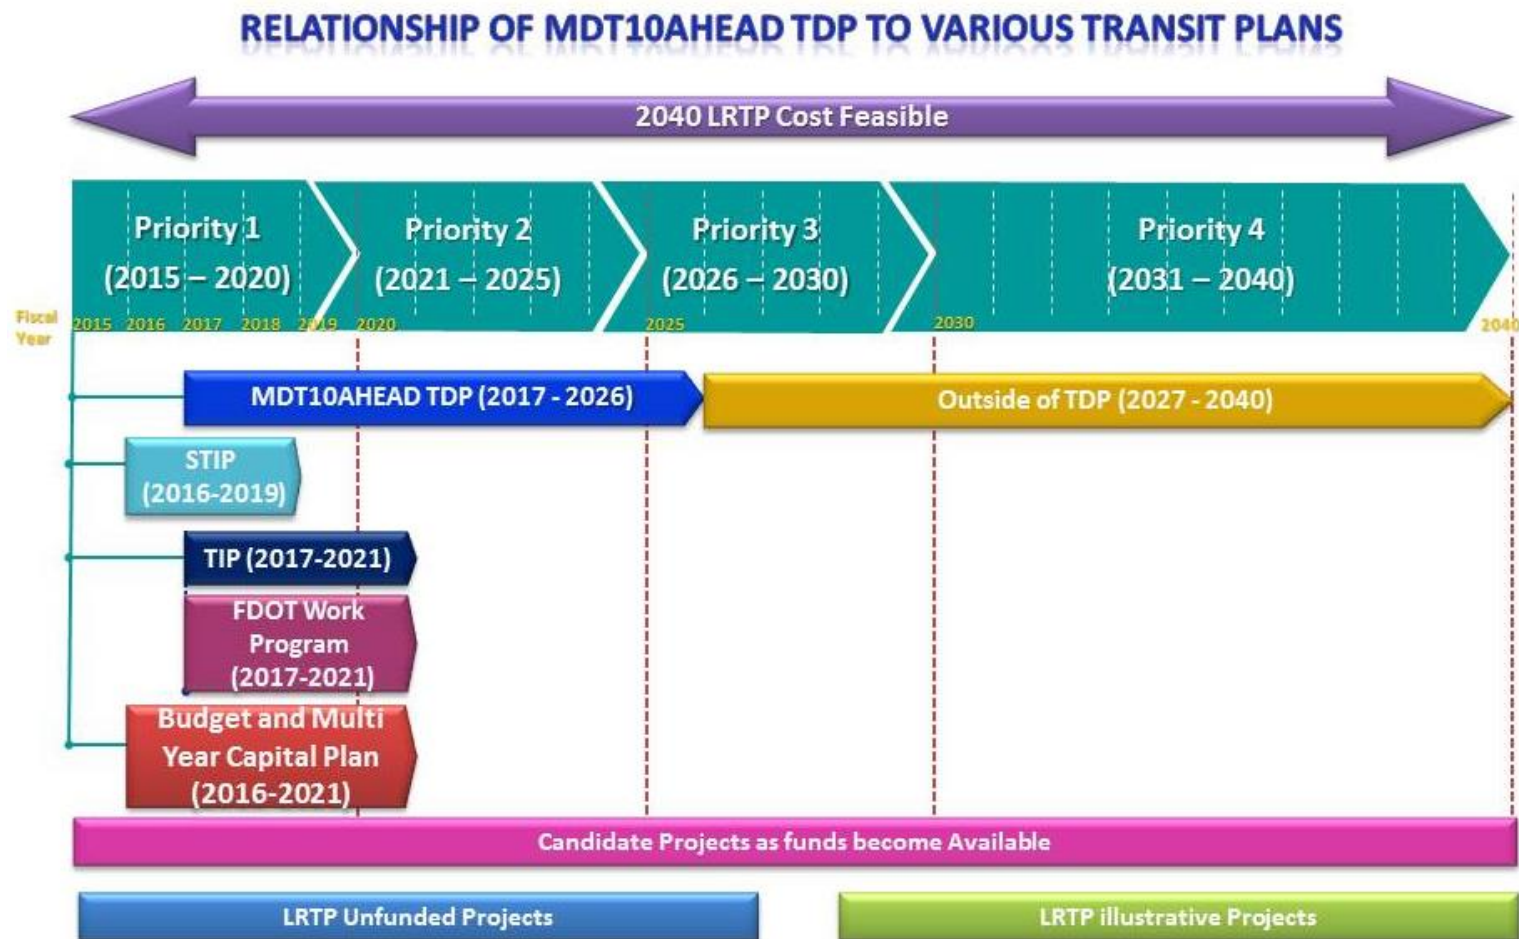 RELATIONSHIP OF MDT10AHEAD TDP TO VARIOUS TRANSIT PLANS
2040 LRTP Cost Feasible
Priority 1
(2015 – 2020)
Priority 2
(2021 – 2025)
Priority 3
(2026 – 2030)
Priority 4
(2031 – 2040)
Fiscal
Year
2015 2016 2017 2018 2019 2020 2025 2030 2040
MDT10AHEAD TDP (2017 - 2026)
Outside of TDP (2027 - 2040)
STIP
(2016-2019)
TIP (2017-2021)
FDOT Work
Program
(2017-2021)
Budget and Multi
Year Capital Plan
(2016-2021)
Candidate Projects as funds become Available
LRTP Unfunded Projects
LRTP illustrative Projects